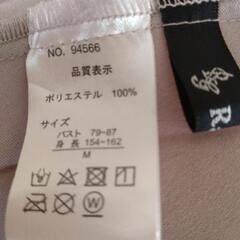 NO. 94566
品質表示
ポリエステル 100%
サイズ
バスト 79-87
身長 154-162
M
R.